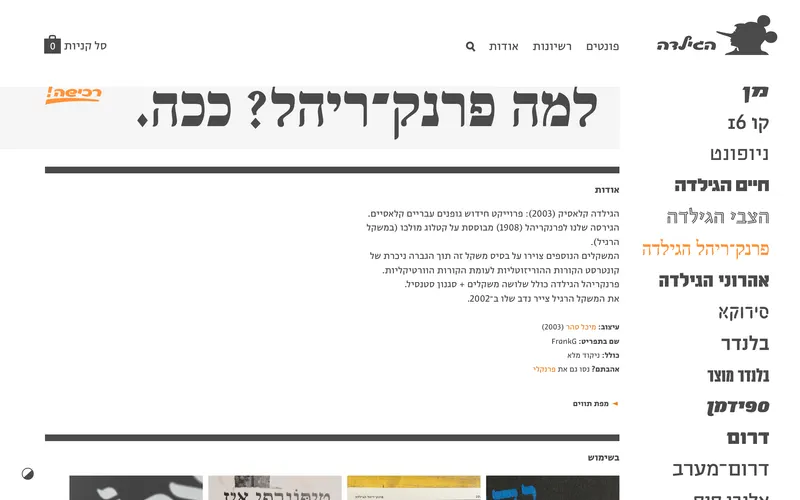 הגילדה
פונטים
רשיונות
אודות
סל קניות
0
מן
קו 16
ניופונט
חיים הגילדה
הצבי הגילדה
פרנק־ריהל הגילדה
אהרוני הגילדה
סירוקא
בלנדר
בלנדר מוצר
ספידמן
דרום
דרום־מערב
רכישה!
למה פרנק־ריהל? ככה.
אודות
הגילדה קלאסיק (2003): פרוייקט חידוש גופנים עבריים קלאסיים.
הגירסה שלנו לפרנקריהל (1908) מבוססת על קטלוג מולכו (במשקל
הרגיל).
המשקלים הנוספים צוירו על בסיס משקל זה תוך הגברה ניכרת של
קונטרסט הקורות ההוריזונטליות לעומת הקורות הוורטיקליות.
פרנקריהל הגילדה כולל שלושה משקלים + סגנון סטנסיל.
את המשקל הרגיל צייר נדב שלו ב־2002.
עיצוב: מיכל סהר (2003)
שם בתפריט: FrankG
כולל: ניקוד מלא
אהבתם? נסו גם את פרנקלי
מפת תווים
בשימוש